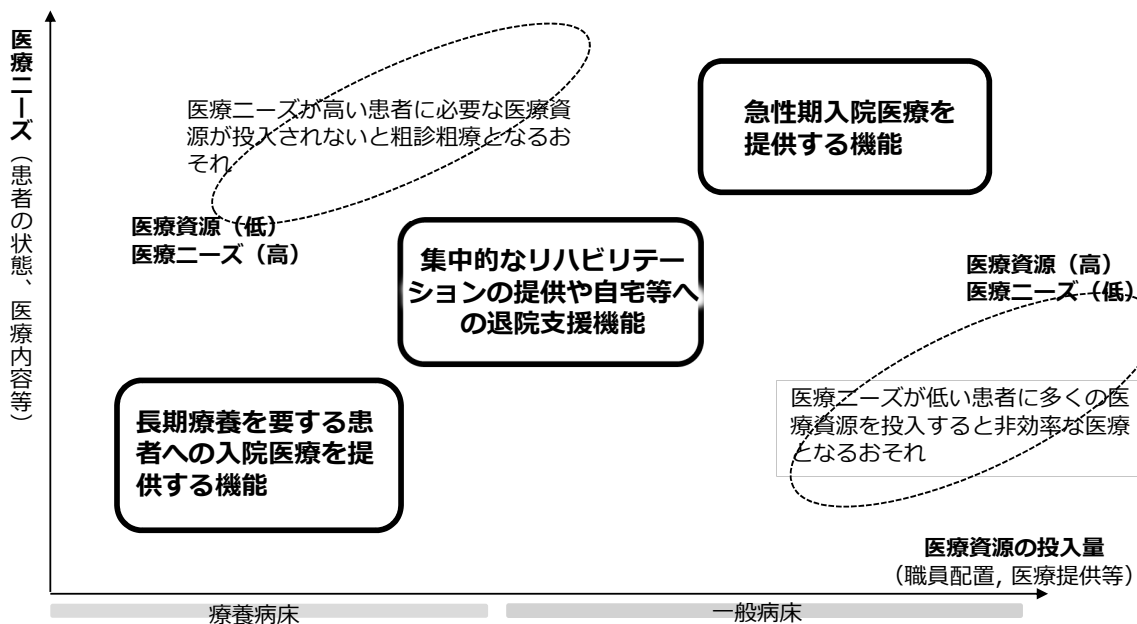 医療ニーズ（患者の状態、医療内容等）
医療ニーズが高い患者に必要な医療資
源が投入されないと粗診粗療となるお
それ
医療資源（低）
医療ニーズ（高）
急性期入院医療を
提供する機能
集中的なリハビリテー
ションの提供や自宅等へ
の退院支援機能
医療資源（高）
医療ニーズ（低）
長期療養を要する患
者への入院医療を提
供する機能
医療ニーズが低い患者に多くの医
療資源を投入すると非効率な医療
となるおそれ
医療資源の投入量
（職員配置, 医療提供等）
療養病床
一般病床